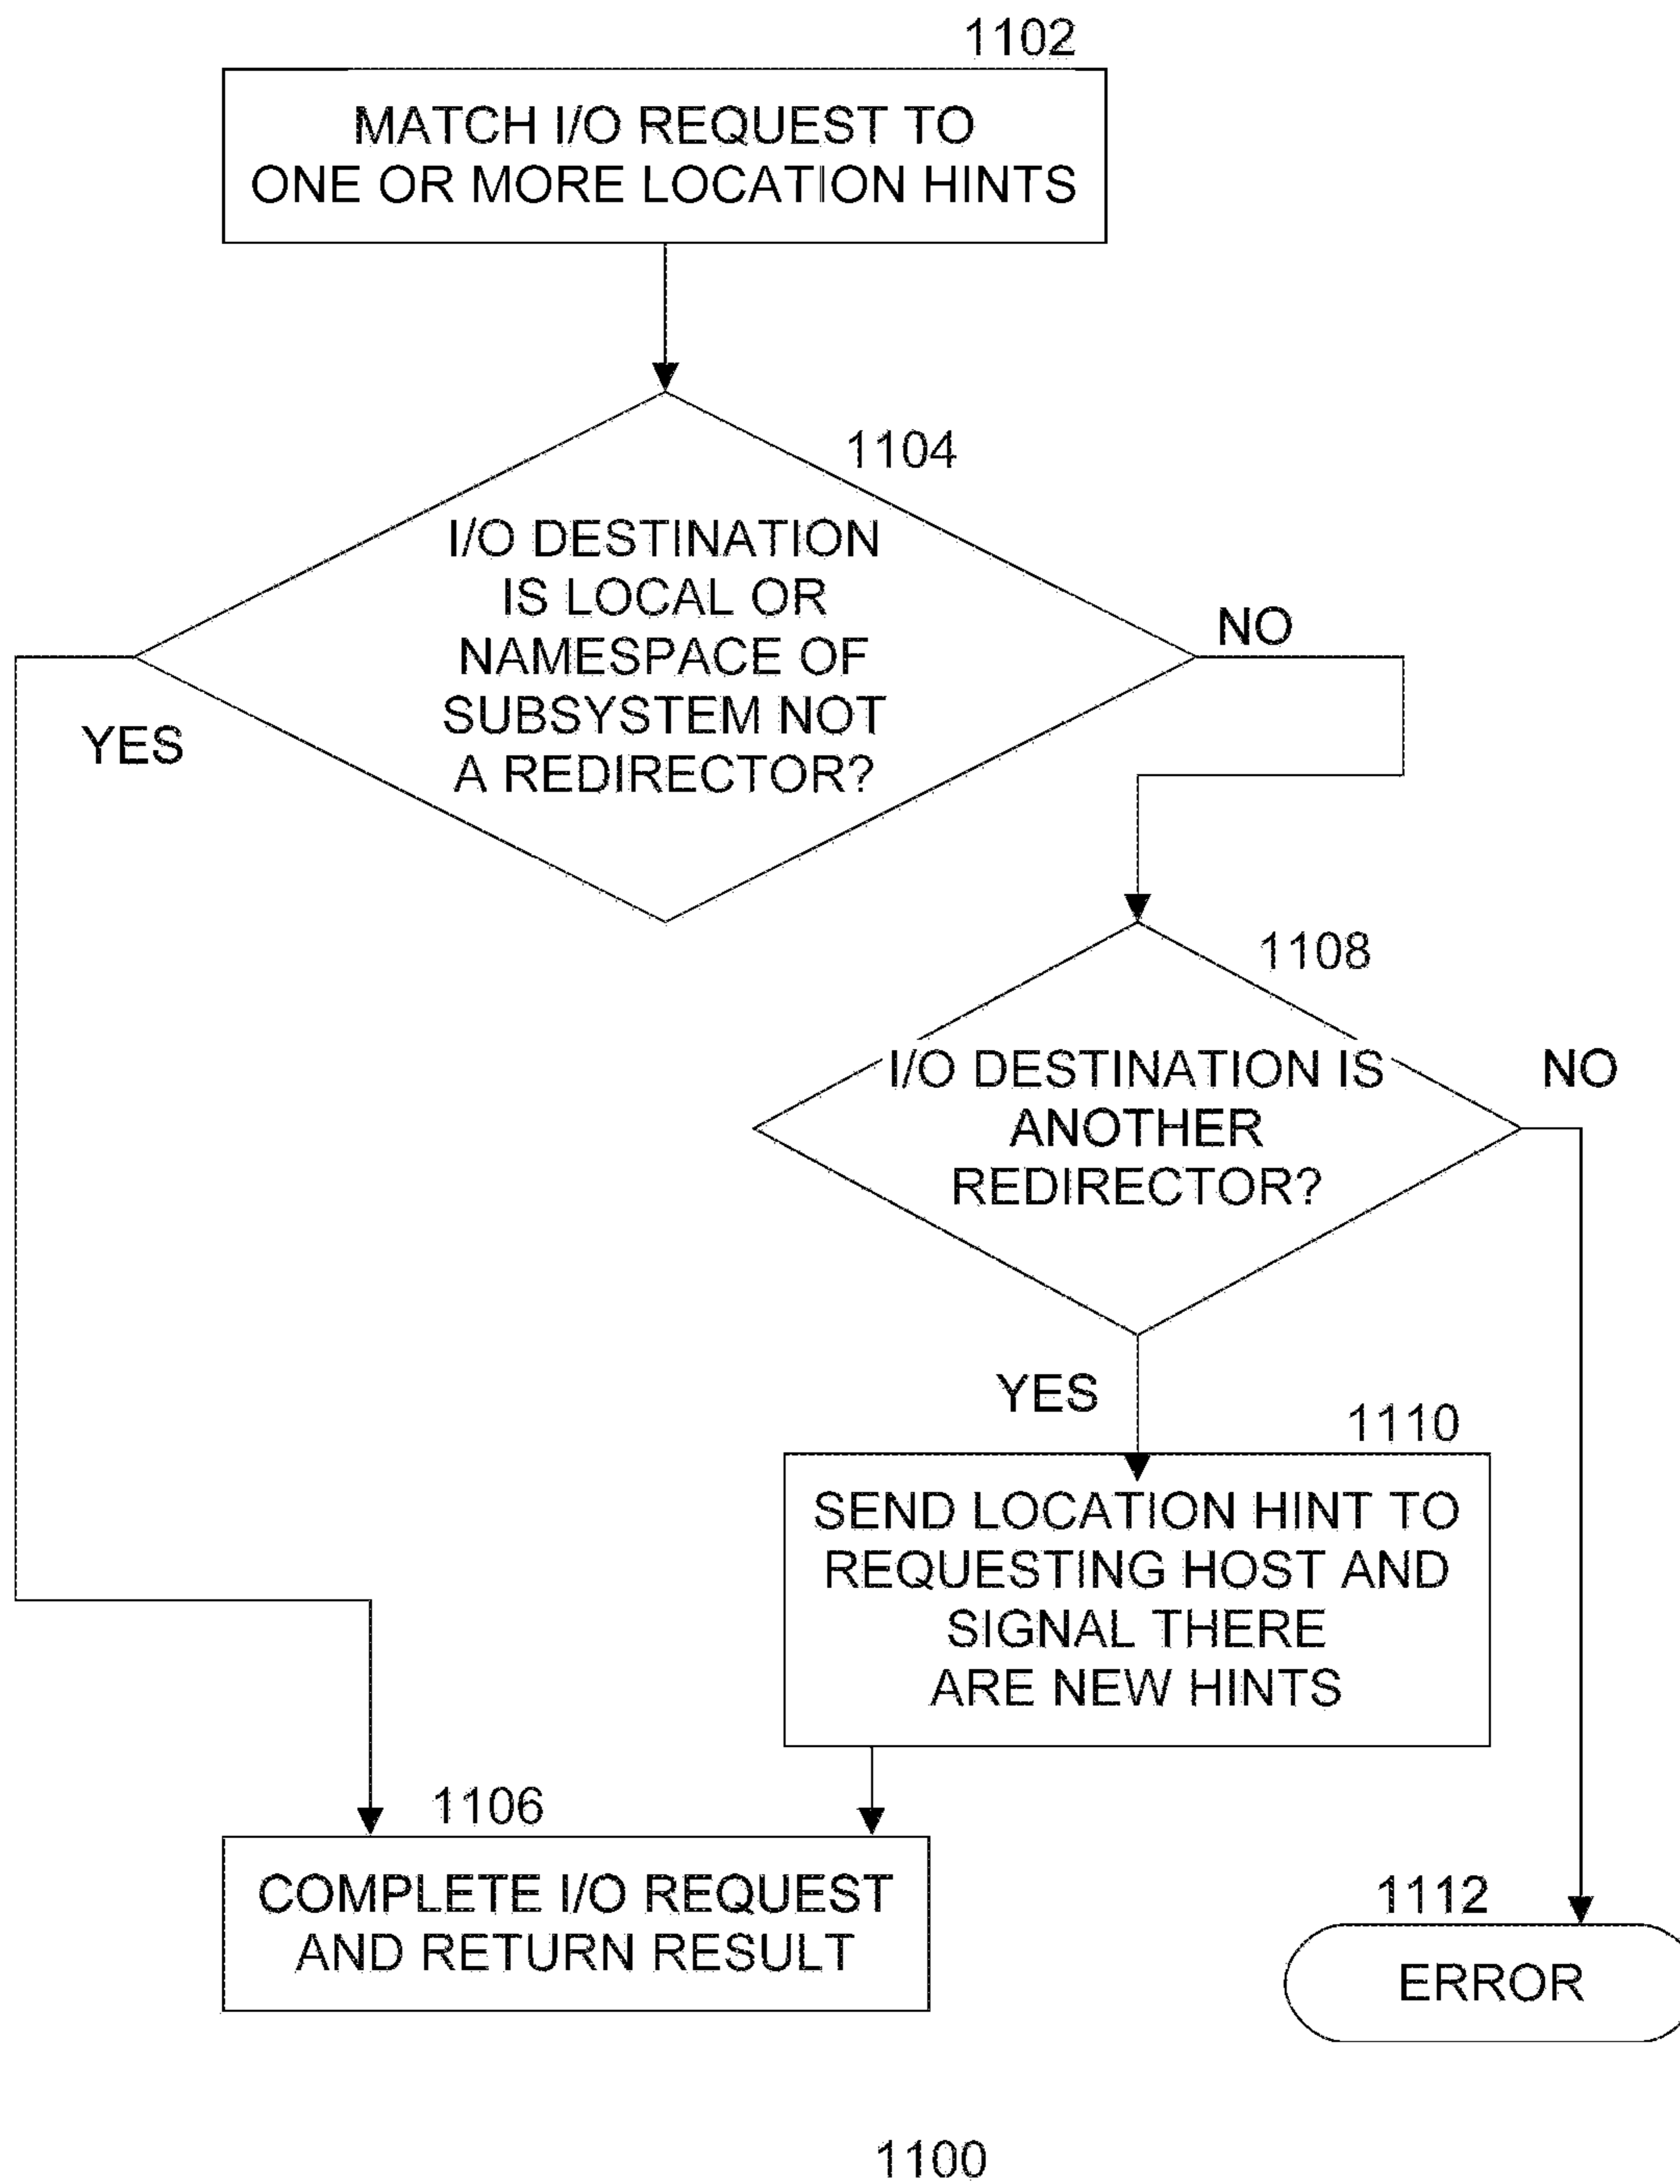 1102
MATCH I/O REQUEST TO
ONE OR MORE LOCATION HINTS
1104
I/O DESTINATION
IS LOCAL OR
NAMESPACE OF
SUBSYSTEM NOT
A REDIRECTOR?
NO
YES
1108
I/O DESTINATION IS
ANOTHER
REDIRECTOR?
NO
YES
1110
SEND LOCATION HINT TO
REQUESTING HOST AND
SIGNAL THERE
ARE NEW HINTS
1106
COMPLETE I/O REQUEST
AND RETURN RESULT
1112
ERROR
1100